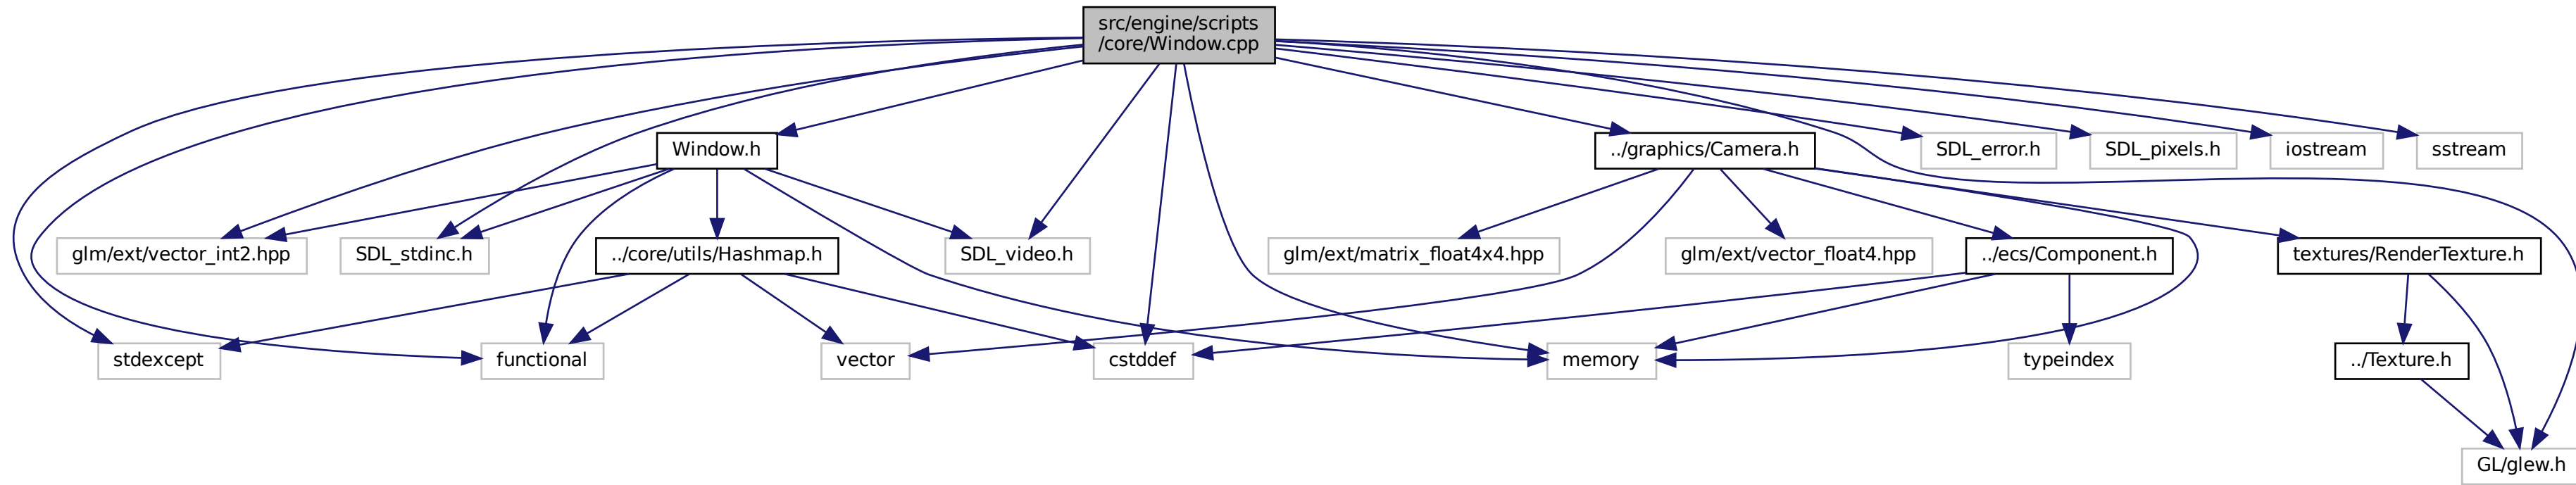 src/engine/scripts
/core/Window.cpp
Window.h
../graphics/Camera.h
SDL_error.h
SDL_pixels.h
iostream
sstream
glm/ext/vector_int2.hpp
SDL_stdinc.h
../core/utils/Hashmap.h
SDL_video.h
glm/ext/matrix_float4x4.hpp
glm/ext/vector_float4.hpp
../ecs/Component.h
textures/RenderTexture.h
stdexcept
functional
vector
cstddef
memory
typeindex
../Texture.h
GL/glew.h